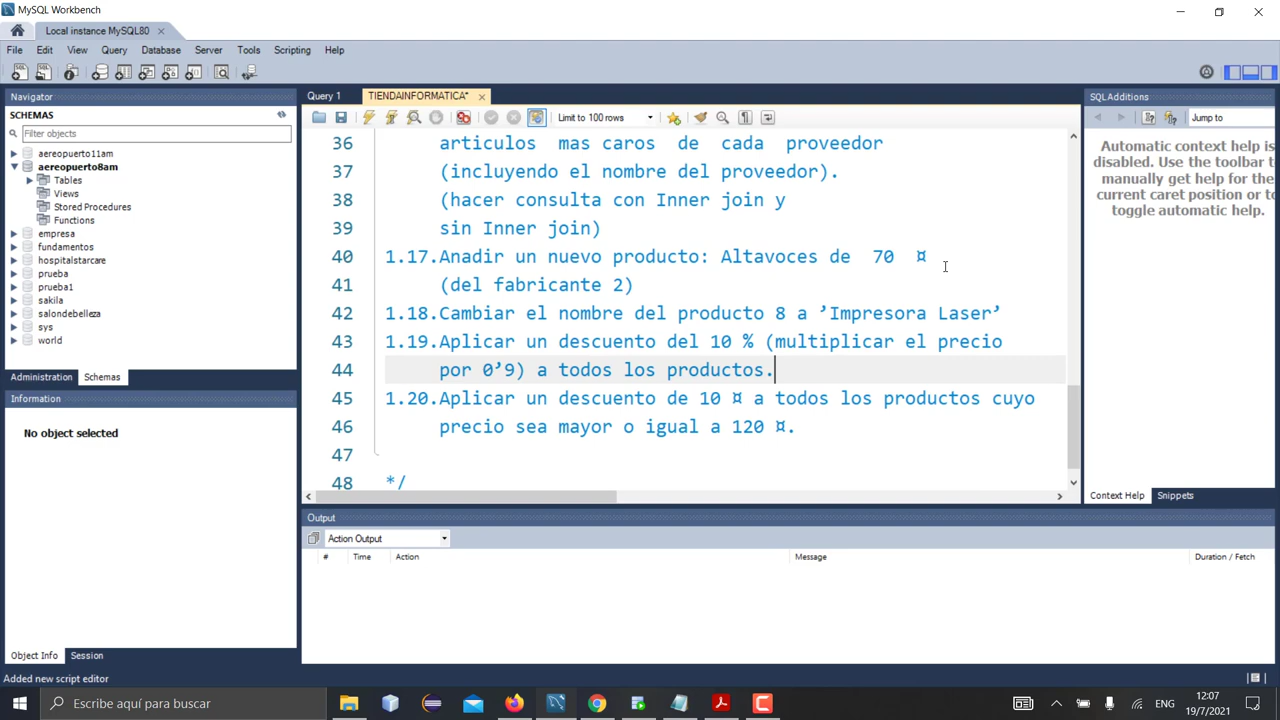 MySQL Workbench
Local instance MySQL80
File Edit View Query Database Server Tools Scripting Help
Navigator
SCHEMAS
Filter objects
aereopuerto11am
aereopuerto8am
Tables
Views
Stored Procedures
Functions
empresa
fundamentos
hospitalstarcare
prueba
prueba1
sakila
salondebelleza
sys
world
Administration Schemas
Information
No object selected
Object Info Session
Added new script editor
Query 1 TIENDAINFORMATICA*
Limit to 100 rows
36 articulos mas caros de cada proveedor
37 (incluyendo el nombre del proveedor).
38 (hacer consulta con Inner join y
39 sin Inner join)
40 1.17.Anadir un nuevo producto: Altavoces de 70 ¤
41 (del fabricante 2)
42 1.18.Cambiar el nombre del producto 8 a ’Impresora Laser’
43 1.19.Aplicar un descuento del 10 % (multiplicar el precio
44 por 0’9) a todos los productos.
45 1.20.Aplicar un descuento de 10 ¤ a todos los productos cuyo
46 precio sea mayor o igual a 120 ¤.
47
48 */
Output
Action Output
# Time Action Message Duration / Fetch
SQLAdditions
Jump to
Automatic context help is
disabled. Use the toolbar t
manually get help for the
current caret position or to
toggle automatic help.
Context Help Snippets
Escribe aquí para buscar
ENG
12:07
19/7/2021